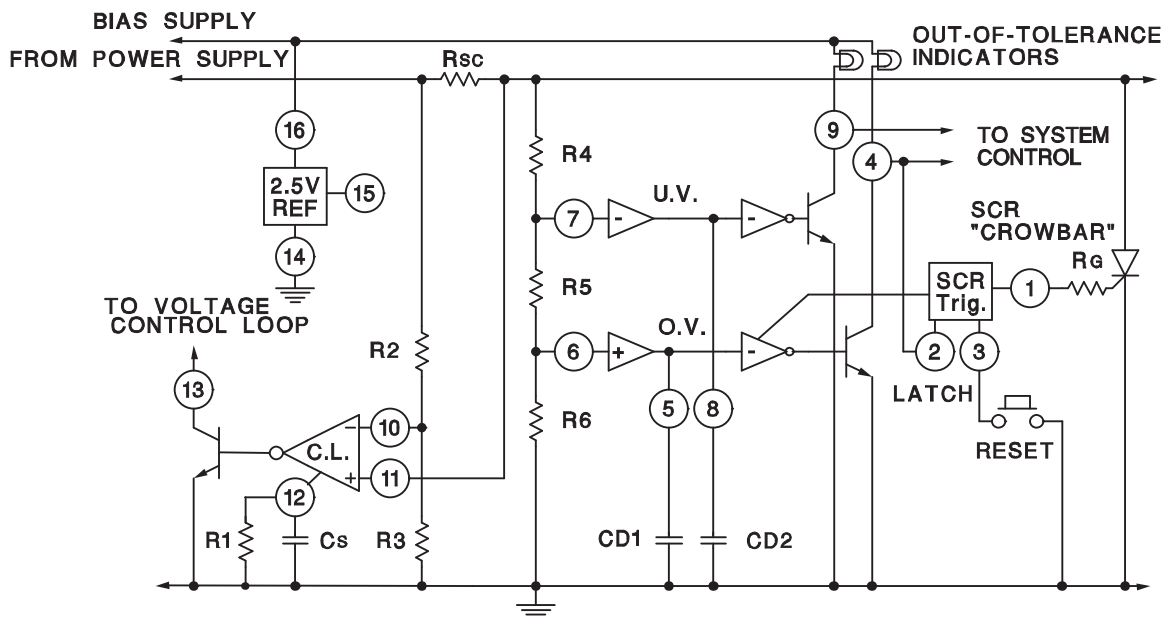 BIAS SUPPLY
FROM POWER SUPPLY
RSC
OUT-OF-TOLERANCE
INDICATORS
16
9
TO SYSTEM
CONTROL
4
R4
2.5V
REF
15
U.V.
7
-
-
SCR
"CROWBAR"
RG
14
R5
SCR
Trig.
1
TO VOLTAGE
CONTROL LOOP
O.V.
R2
6
+
-
2
3
13
LATCH
5
8
R6
10
-
C.L.
RESET
+
11
12
R1
CS
R3
CD1
CD2